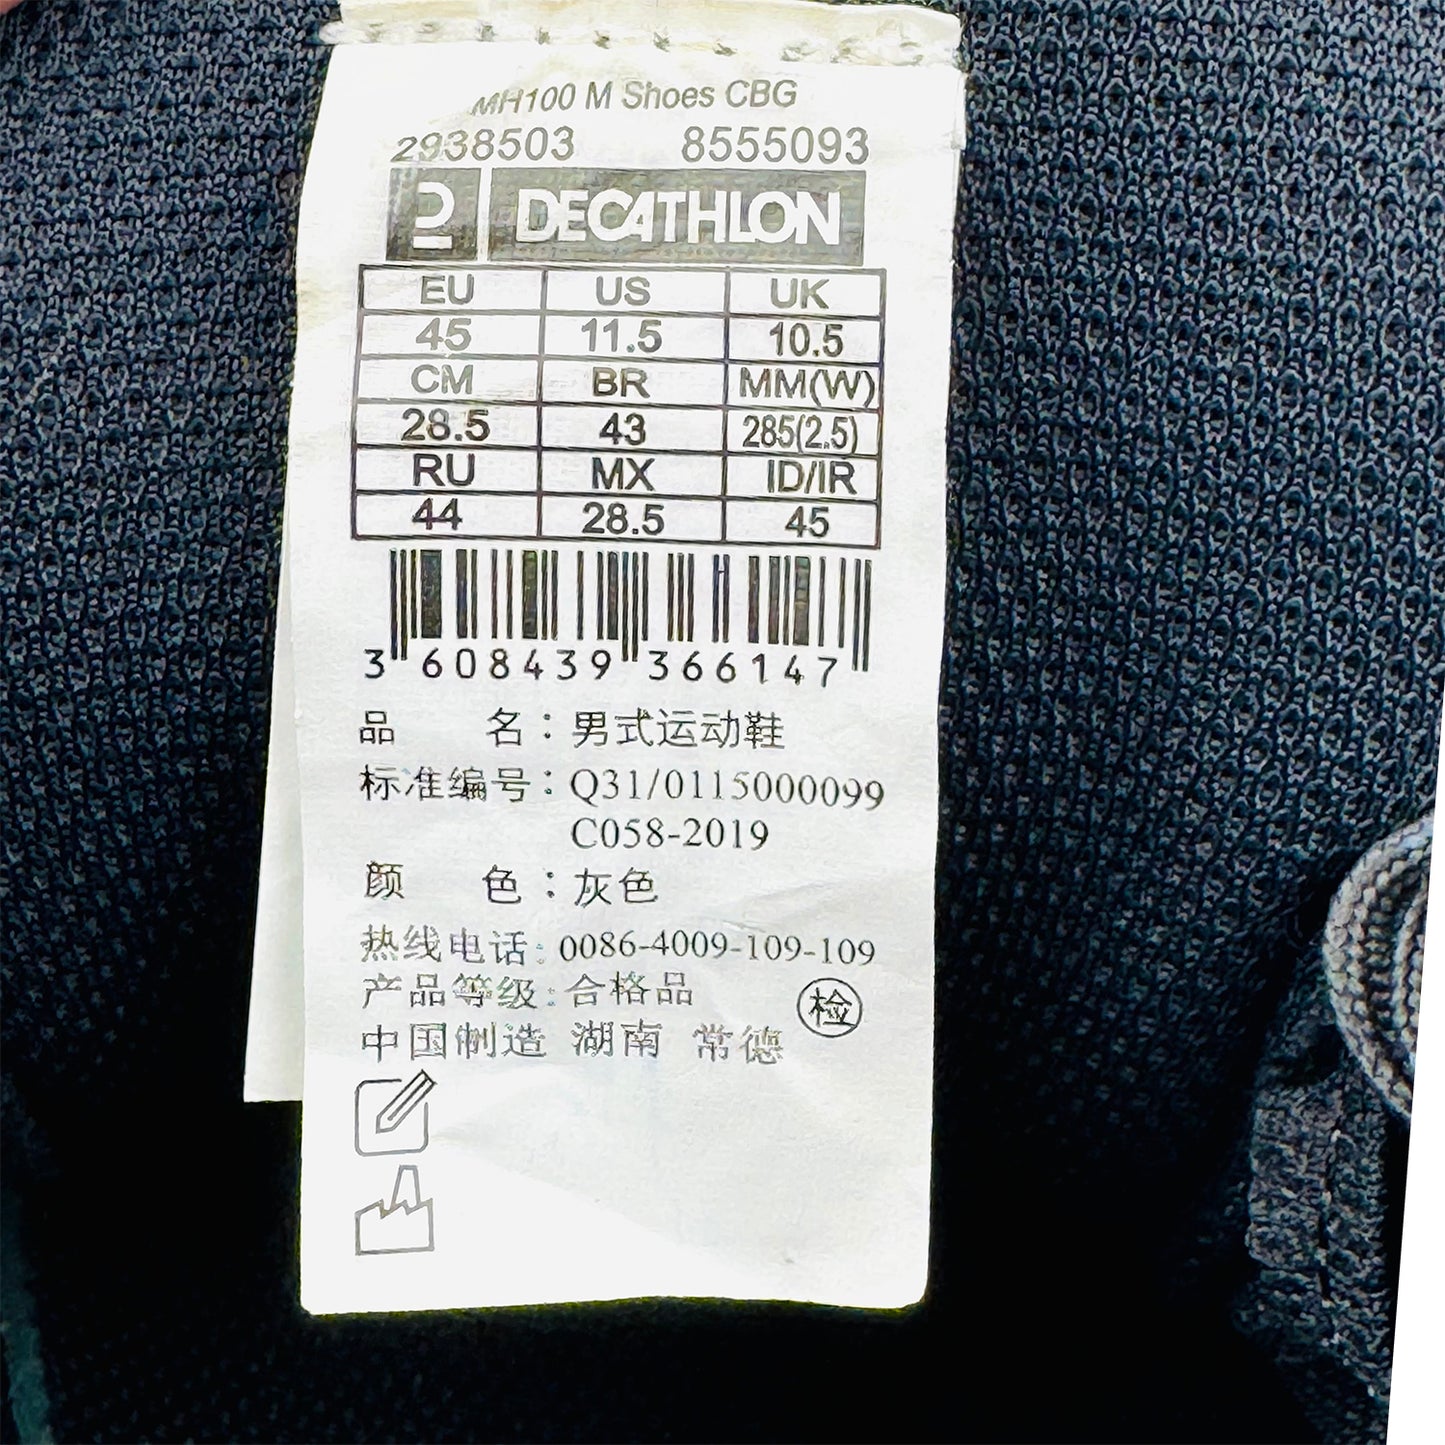 MH100 M Shoes CBG
2938503 8555093
DECATHLON
EU US UK
45 11.5 10.5
CM BR MM(W)
28.5 43 285(2.5)
RU MX ID/IR
44 28.5 45
3 608439 366147
品 名：男式运动鞋
标准编号：Q31/0115000099
C058-2019
颜 色：灰色
热线电话：0086-4009-109-109
产品等级：合格品 检
中国制造 湖南 常德